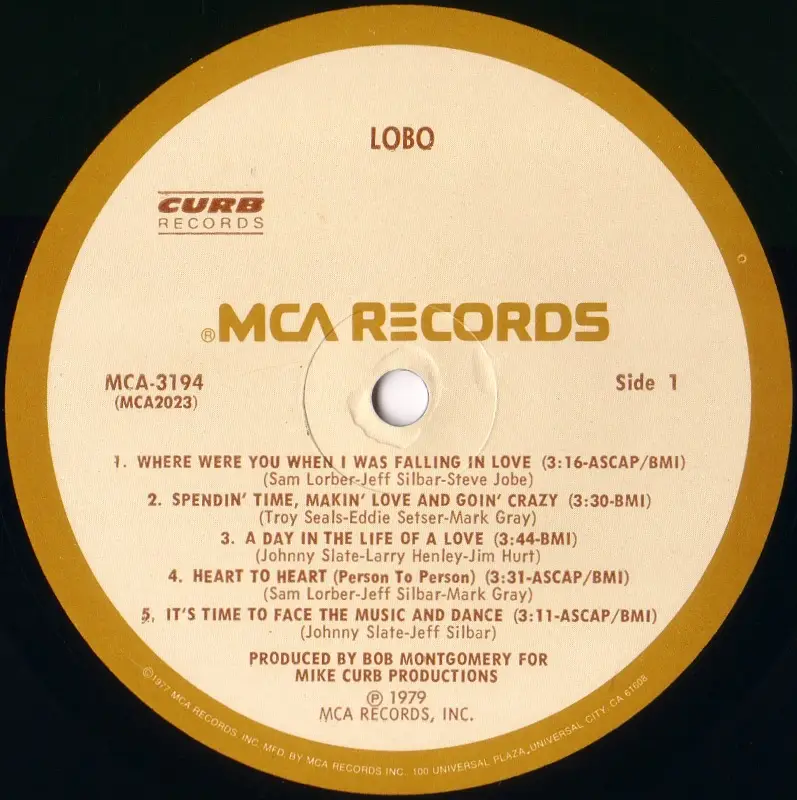 LOBO
CURB
RECORDS
®MCA RECORDS
MCA-3194
(MCA2023)
Side 1
1. WHERE WERE YOU WHEN I WAS FALLING IN LOVE (3:16-ASCAP/BMI)
(Sam Lorber-Jeff Silbar-Steve Jobe)
2. SPENDIN' TIME, MAKIN' LOVE AND GOIN' CRAZY (3:30-BMI)
(Troy Seals-Eddie Setser-Mark Gray)
3. A DAY IN THE LIFE OF A LOVE (3:44-BMI)
(Johnny Slate-Larry Henley-Jim Hurt)
4. HEART TO HEART (Person To Person) (3:31-ASCAP/BMI)
(Sam Lorber-Jeff Silbar-Mark Gray)
5. IT'S TIME TO FACE THE MUSIC AND DANCE (3:11-ASCAP/BMI)
(Johnny Slate-Jeff Silbar)
PRODUCED BY BOB MONTGOMERY FOR
MIKE CURB PRODUCTIONS
℗ 1979
MCA RECORDS, INC.
©1977 MCA RECORDS, INC. MFD. BY MCA RECORDS INC. 100 UNIVERSAL PLAZA, UNIVERSAL CITY, CA 61608